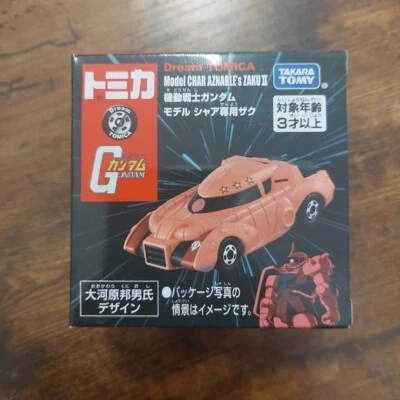 トミカ
Dream TOMICA
Model CHAR AZNABLE's ZAKU II
機動戦士ガンダム
モデル シャア専用ザク
TAKARA TOMY
対象年齢
3才以上
Dream
TOMICA
ガンダム
GUNDAM
大河原邦男氏
デザイン
●パッケージ写真の
情景はイメージです。